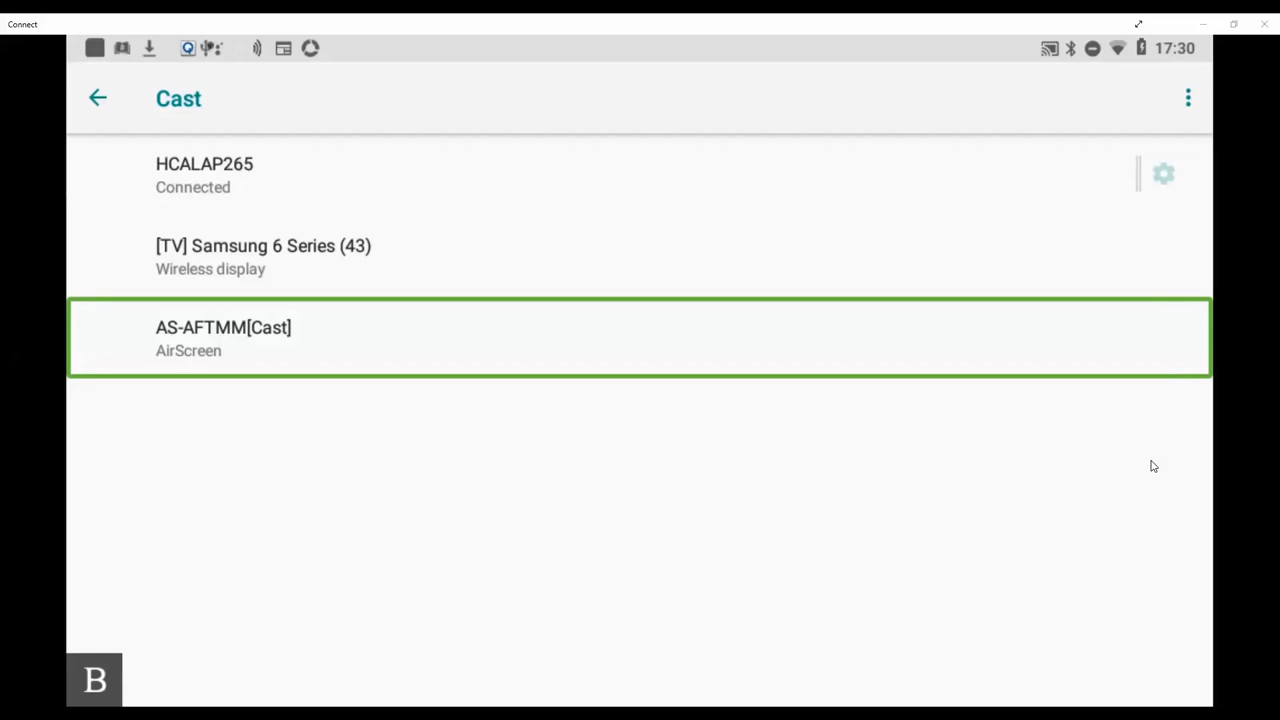 Connect
17:30
Cast
HCALAP265
Connected
[TV] Samsung 6 Series (43)
Wireless display
AS-AFTMM[Cast]
AirScreen
B